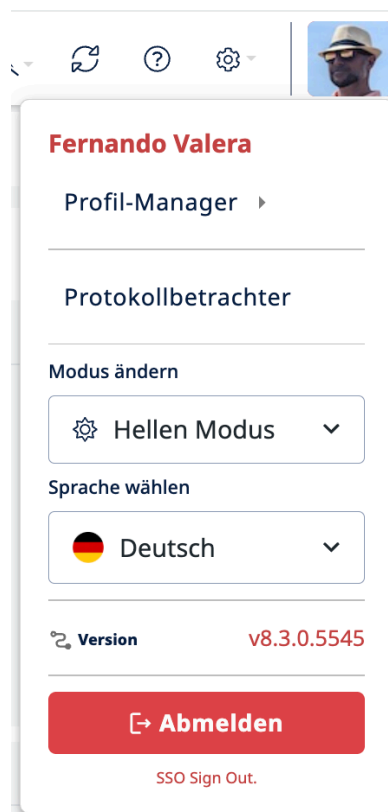 Fernando Valera
Profil-Manager
Protokollbetrachter
Modus ändern
Hellen Modus
Sprache wählen
Deutsch
Version v8.3.0.5545
Abmelden
SSO Sign Out.